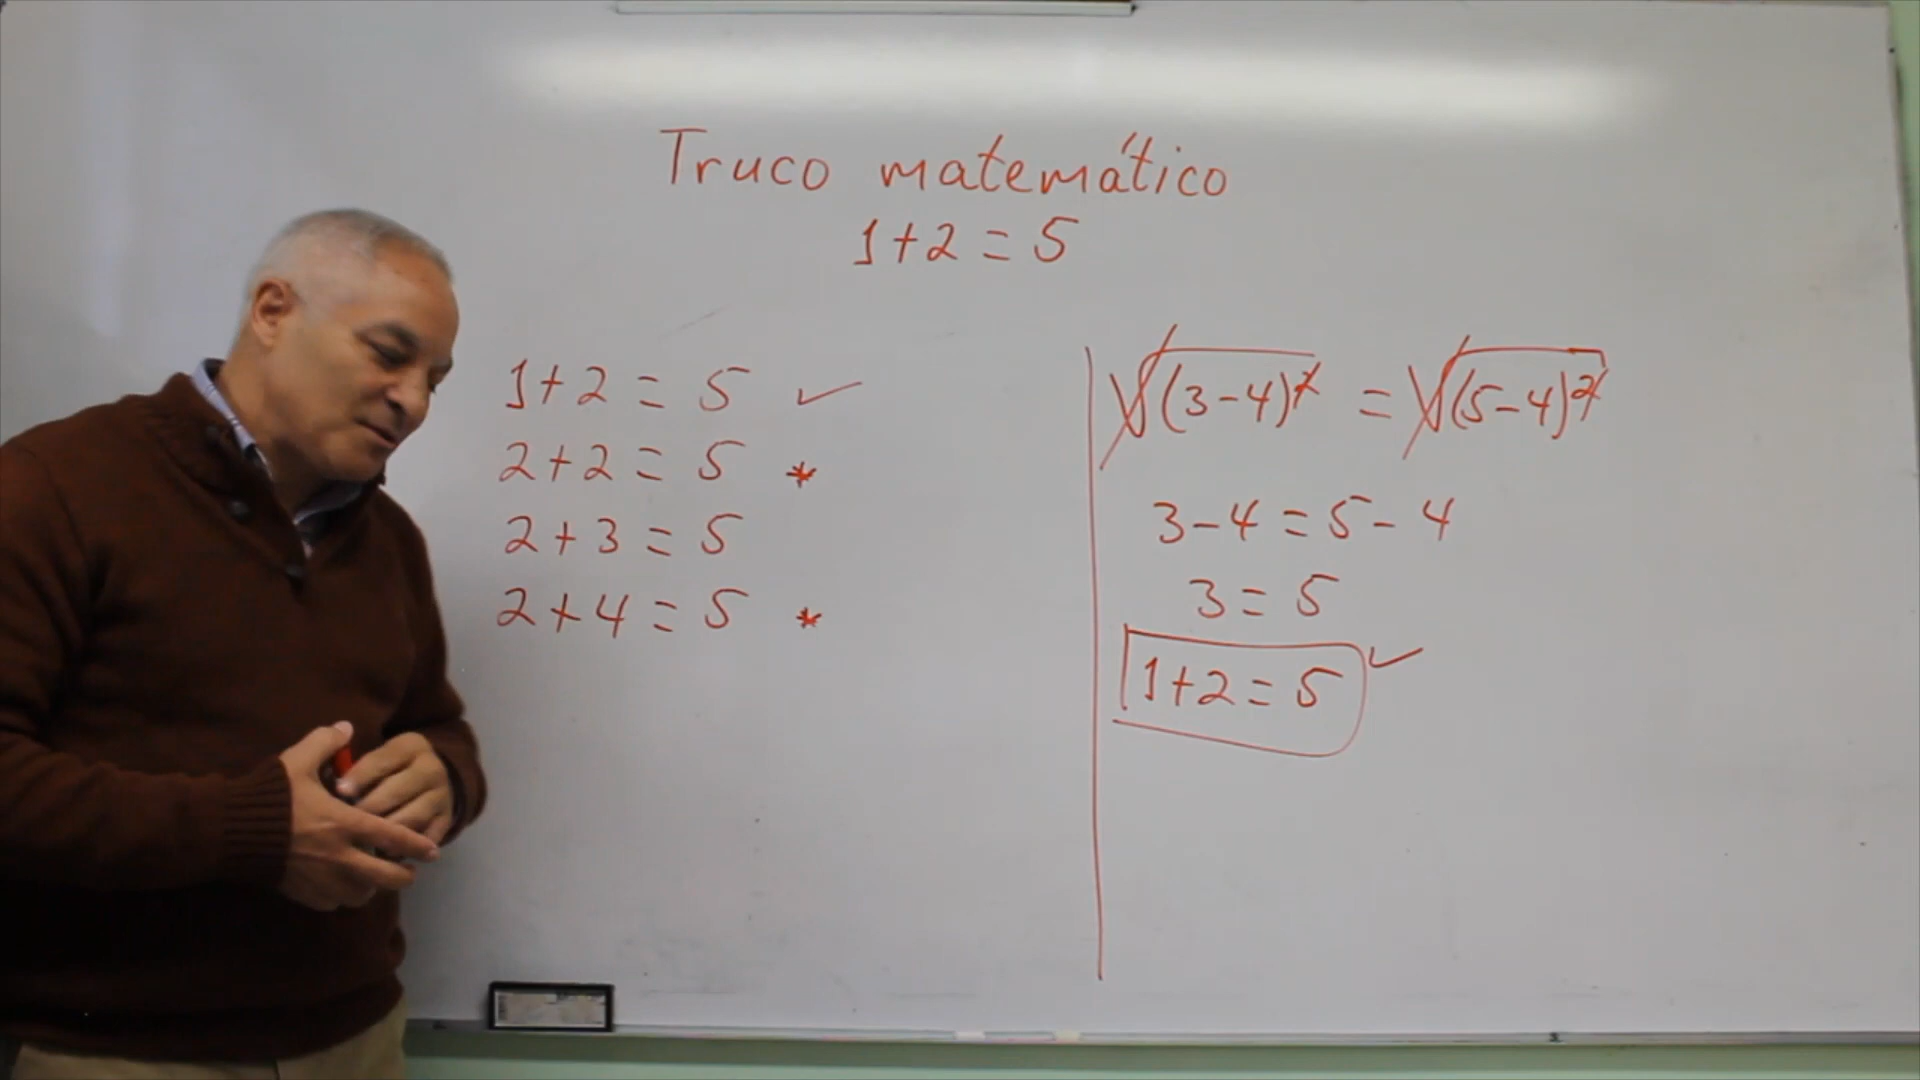 Truco matemático
1+2=5
1+2 = 5 ✓
2+2 = 5 *
2+3 = 5
2+4 = 5 *
√(3-4)² = √(5-4)²
3-4=5-4
3=5
1+2=5 ✓